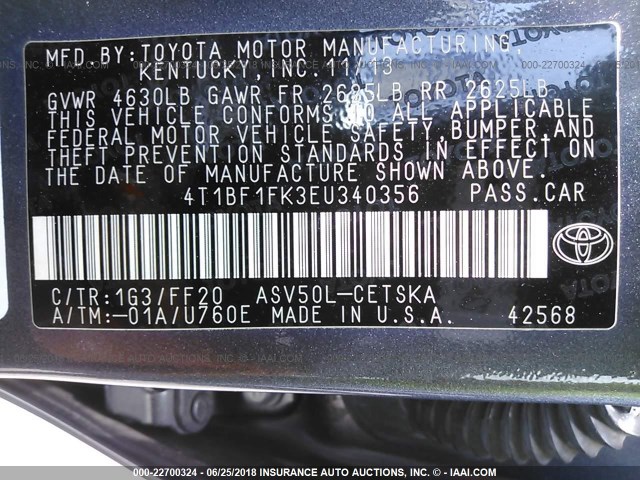 MFD. BY: TOYOTA MOTOR MANUFACTURING,
KENTUCKY, INC. 11/13
GVWR 4630LB GAWR FR 2685LB RR 2625LB
THIS VEHICLE CONFORMS TO ALL APPLICABLE
FEDERAL MOTOR VEHICLE SAFETY, BUMPER, AND
THEFT PREVENTION STANDARDS IN EFFECT ON
THE DATE OF MANUFACTURE SHOWN ABOVE.
4T1BF1FK3EU340356 PASS.CAR
C/TR:1G3/FF20 ASV50L-CETSKA
A/TM:-01A/U760E MADE IN U.S.A. 42568
000-22700324 - 06/25/2018 INSURANCE AUTO AUCTIONS, INC. - IAAI.COM